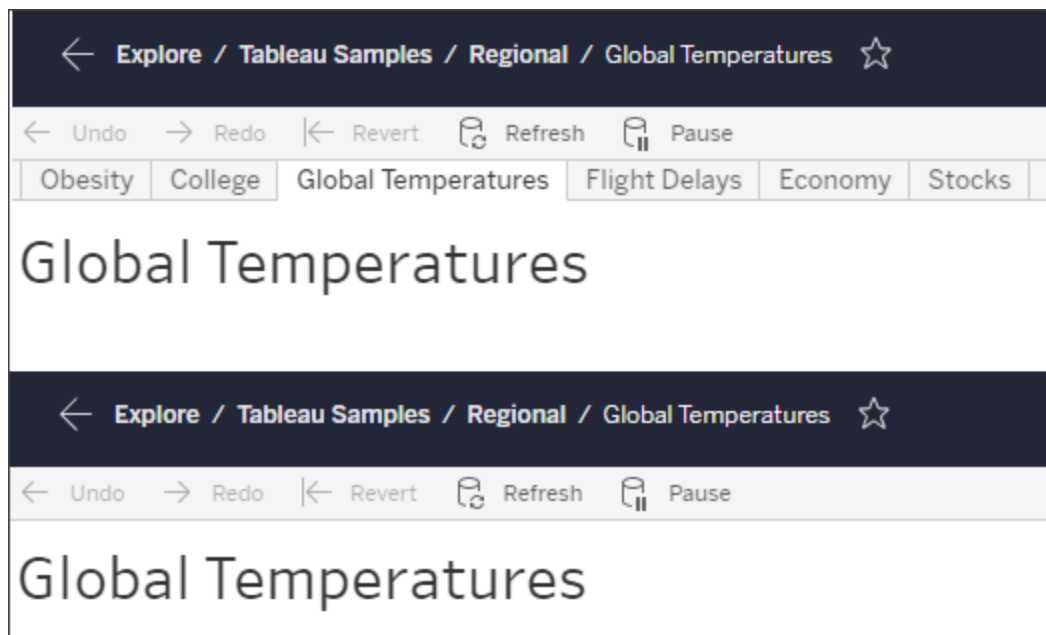 Explore / Tableau Samples / Regional / Global Temperatures
Undo Redo Revert Refresh Pause
Obesity College Global Temperatures Flight Delays Economy Stocks
Global Temperatures
Explore / Tableau Samples / Regional / Global Temperatures
Undo Redo Revert Refresh Pause
Global Temperatures